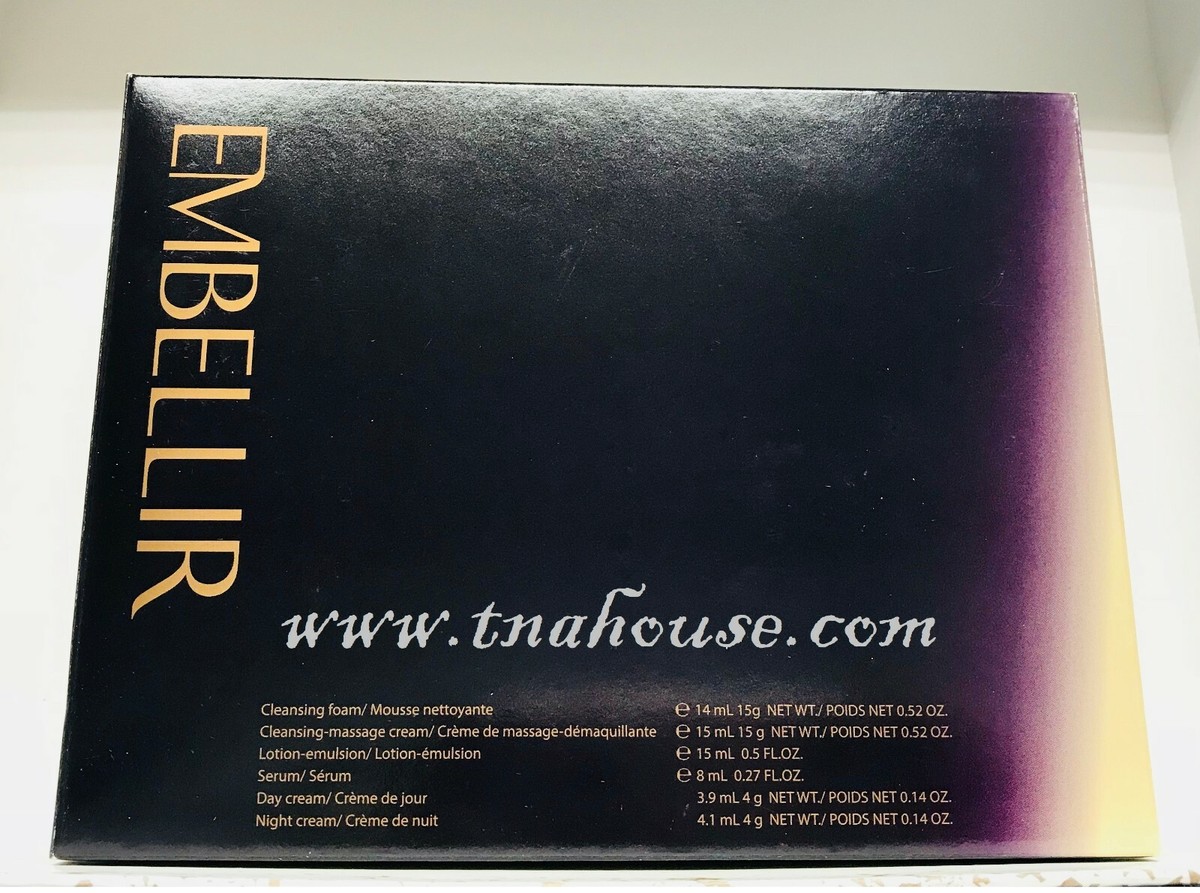 EMBELLIR
www.tnahouse.com
Cleansing foam/ Mousse nettoyante ℮ 14 mL 15g NET WT./ POIDS NET 0.52 OZ.
Cleansing-massage cream/ Crème de massage-démaquillante ℮ 15 mL 15 g NET WT./ POIDS NET 0.52 OZ.
Lotion-emulsion/ Lotion-émulsion ℮ 15 mL 0.5 FL.OZ.
Serum/ Sérum ℮ 8 mL 0.27 FL.OZ.
Day cream/ Crème de jour 3.9 mL 4 g NET WT./ POIDS NET 0.14 OZ.
Night cream/ Crème de nuit 4.1 mL 4 g NET WT./ POIDS NET 0.14 OZ.